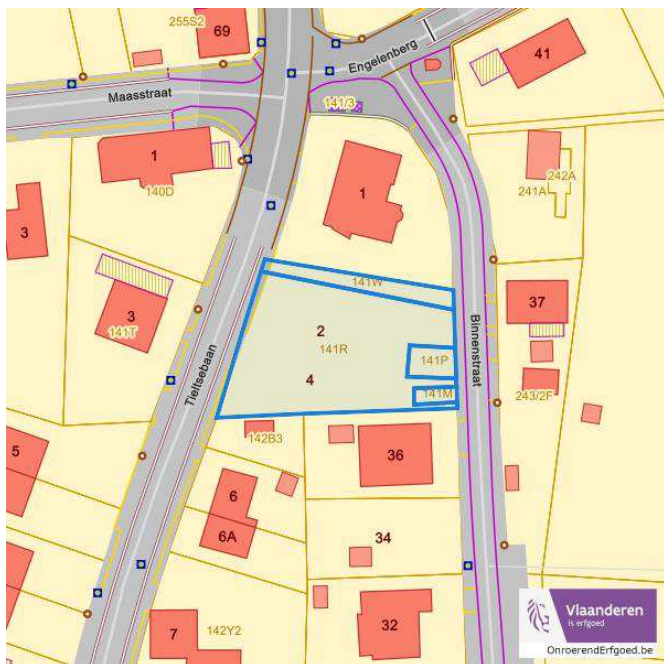 255S2
69
Engelenberg
41
Maasstraat
141/3
1
140D
1
242A
241A
3
141W
37
3
141T
2
141R
4
141P
141M
Binnenstraat
243/2F
Tieltsebaan
142B3
5
36
6
6A
34
7
142Y2
32
Vlaanderen
is erfgoed
OnroerendErfgoed.be